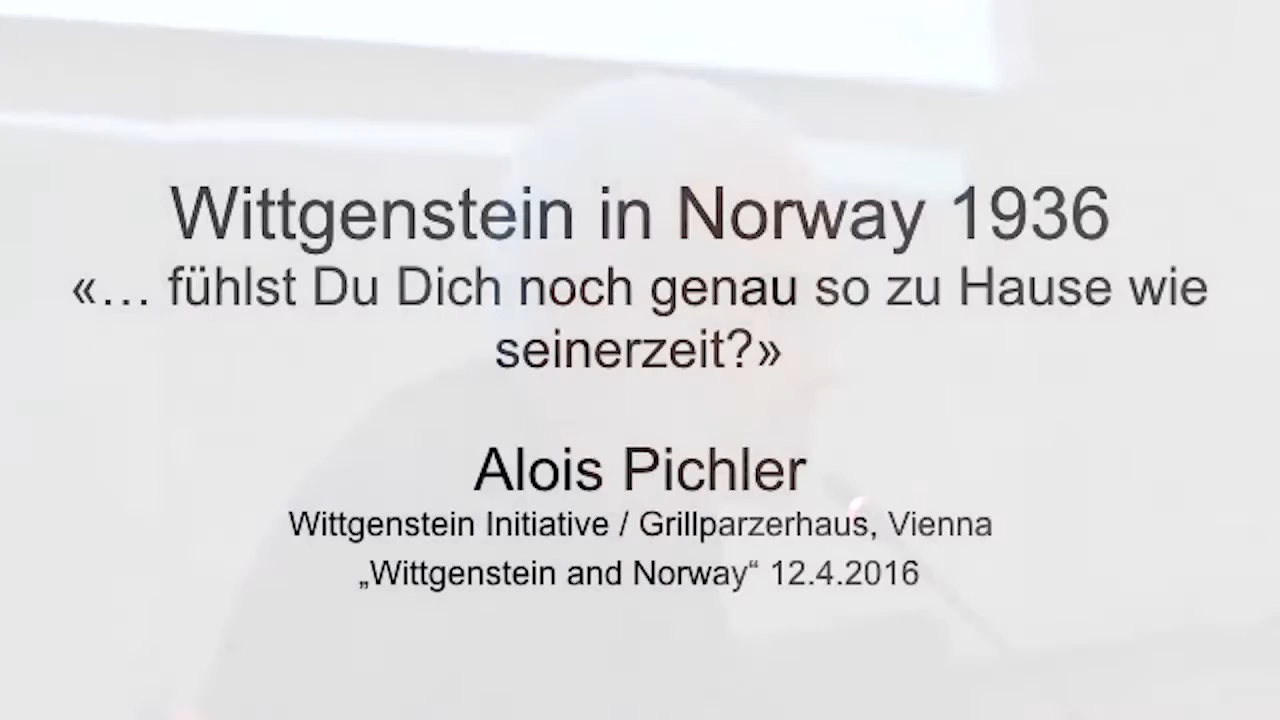 Wittgenstein in Norway 1936
«… fühlst Du Dich noch genau so zu Hause wie
seinerzeit?»
Alois Pichler
Wittgenstein Initiative / Grillparzerhaus, Vienna
„Wittgenstein and Norway“ 12.4.2016